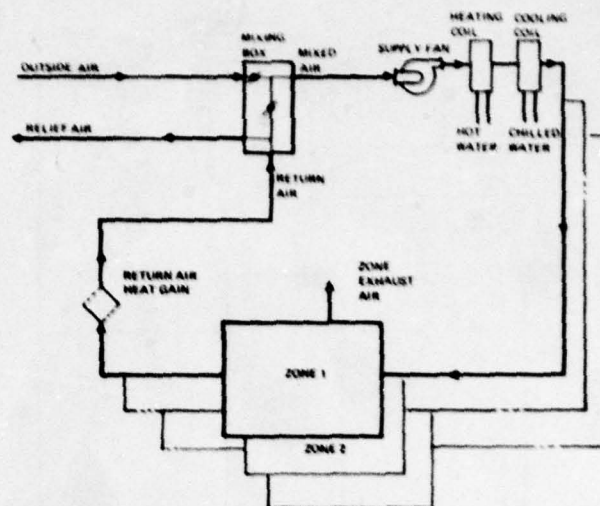 HEATING
COIL
COOLING
COIL
MIXING
BOX
SUPPLY FAN
OUTSIDE AIR
MIXED
AIR
RELIEF AIR
HOT
WATER
CHILLED
WATER
RETURN
AIR
RETURN AIR
HEAT GAIN
ZONE
EXHAUST
AIR
ZONE 1
ZONE 2